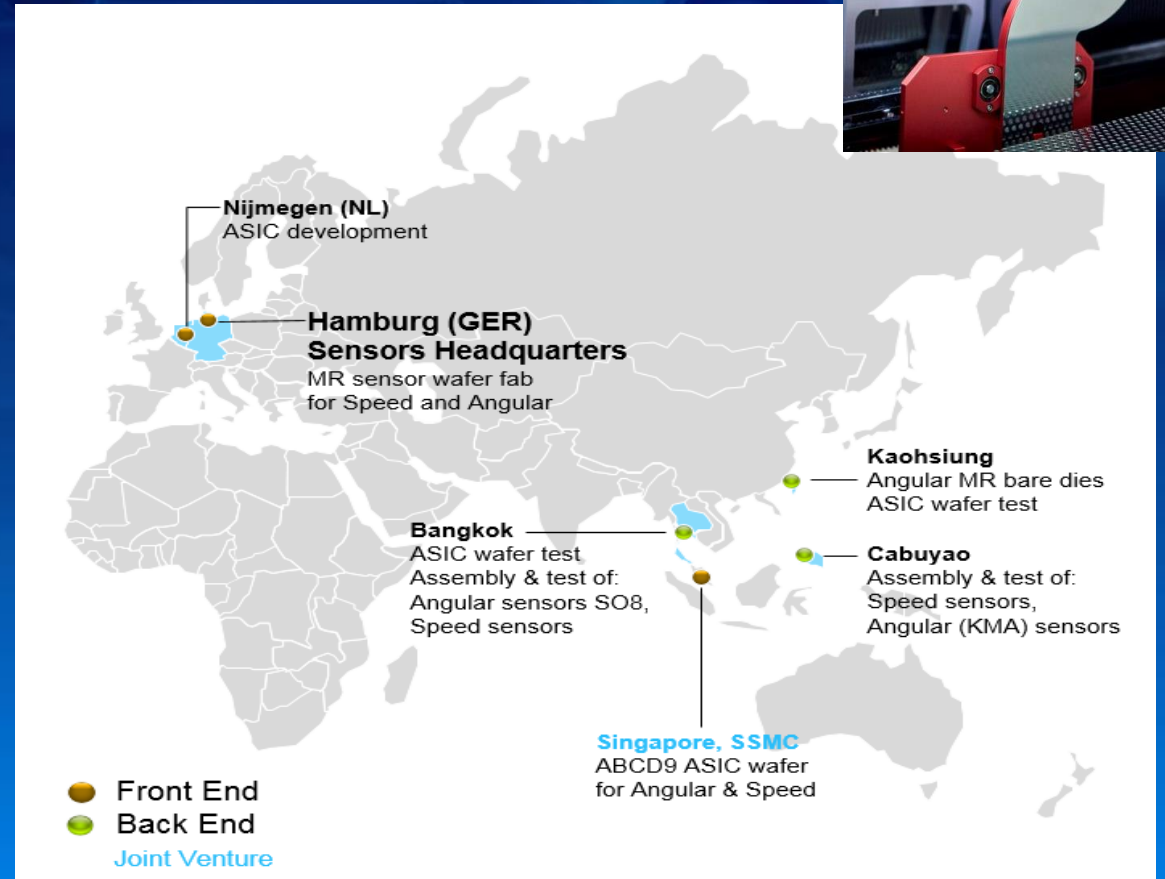 Nijmegen (NL)
ASIC development
Hamburg (GER)
Sensors Headquarters
MR sensor wafer fab
for Speed and Angular
Kaohsiung
Angular MR bare dies
ASIC wafer test
Bangkok
ASIC wafer test
Assembly & test of:
Angular sensors SO8,
Speed sensors
Cabuyao
Assembly & test of:
Speed sensors,
Angular (KMA) sensors
Singapore, SSMC
ABCD9 ASIC wafer
for Angular & Speed
Front End
Back End
Joint Venture